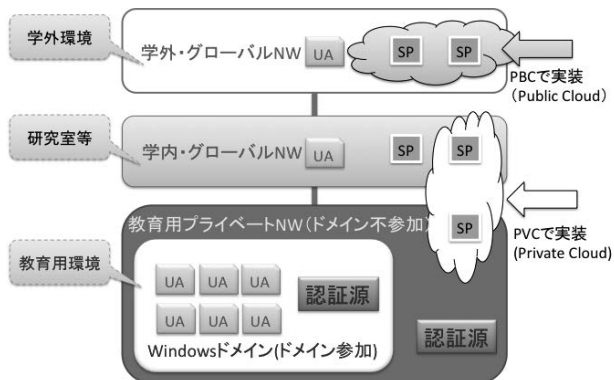 学外環境
学外・グローバルNW
UA
SP
SP
PBCで実装
(Public Cloud)
研究室等
学内・グローバルNW
UA
SP
SP
教育用プライベートNW(ドメイン不参加)
SP
PVCで実装
(Private Cloud)
教育用環境
UA UA UA
認証源
UA UA UA
認証源
Windowsドメイン(ドメイン参加)